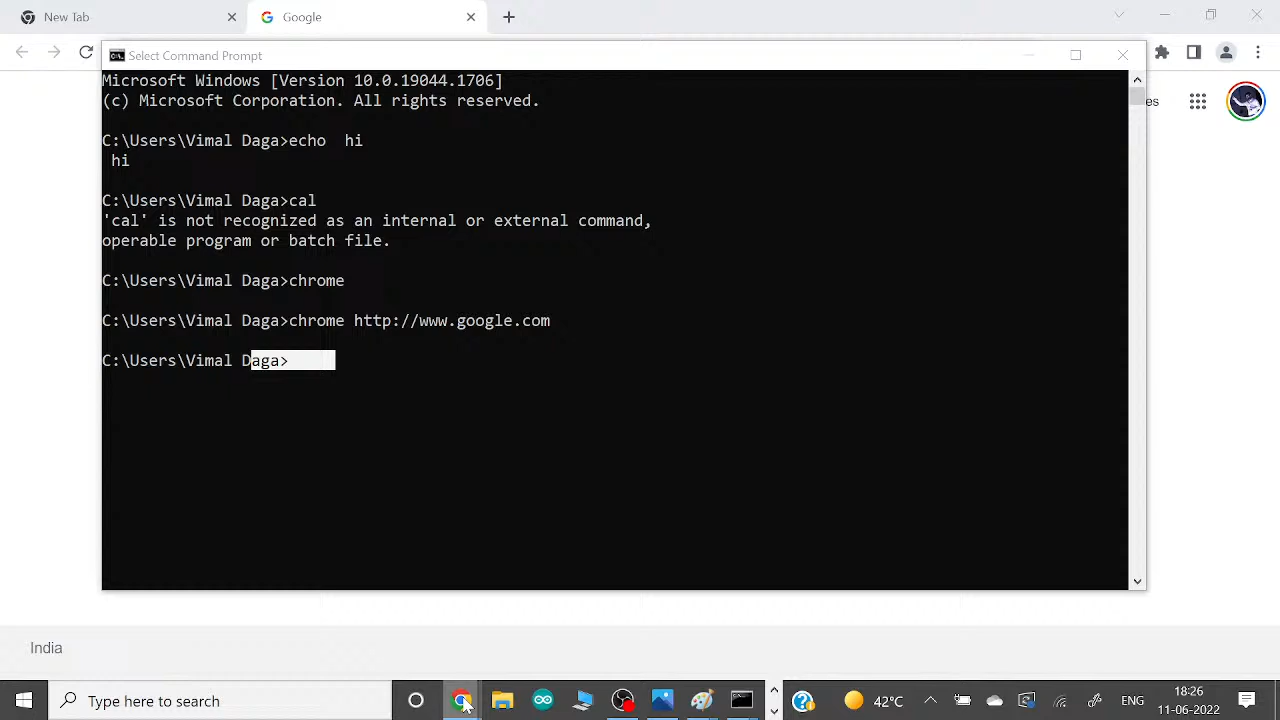 New Tab
Google
Select Command Prompt
Microsoft Windows [Version 10.0.19044.1706]
(c) Microsoft Corporation. All rights reserved.
C:\Users\Vimal Daga>echo  hi
 hi
C:\Users\Vimal Daga>cal
'cal' is not recognized as an internal or external command,
operable program or batch file.
C:\Users\Vimal Daga>chrome
C:\Users\Vimal Daga>chrome http://www.google.com
C:\Users\Vimal Daga>
es
India
Type here to search
42°C
ENG
18:26
11-06-2022